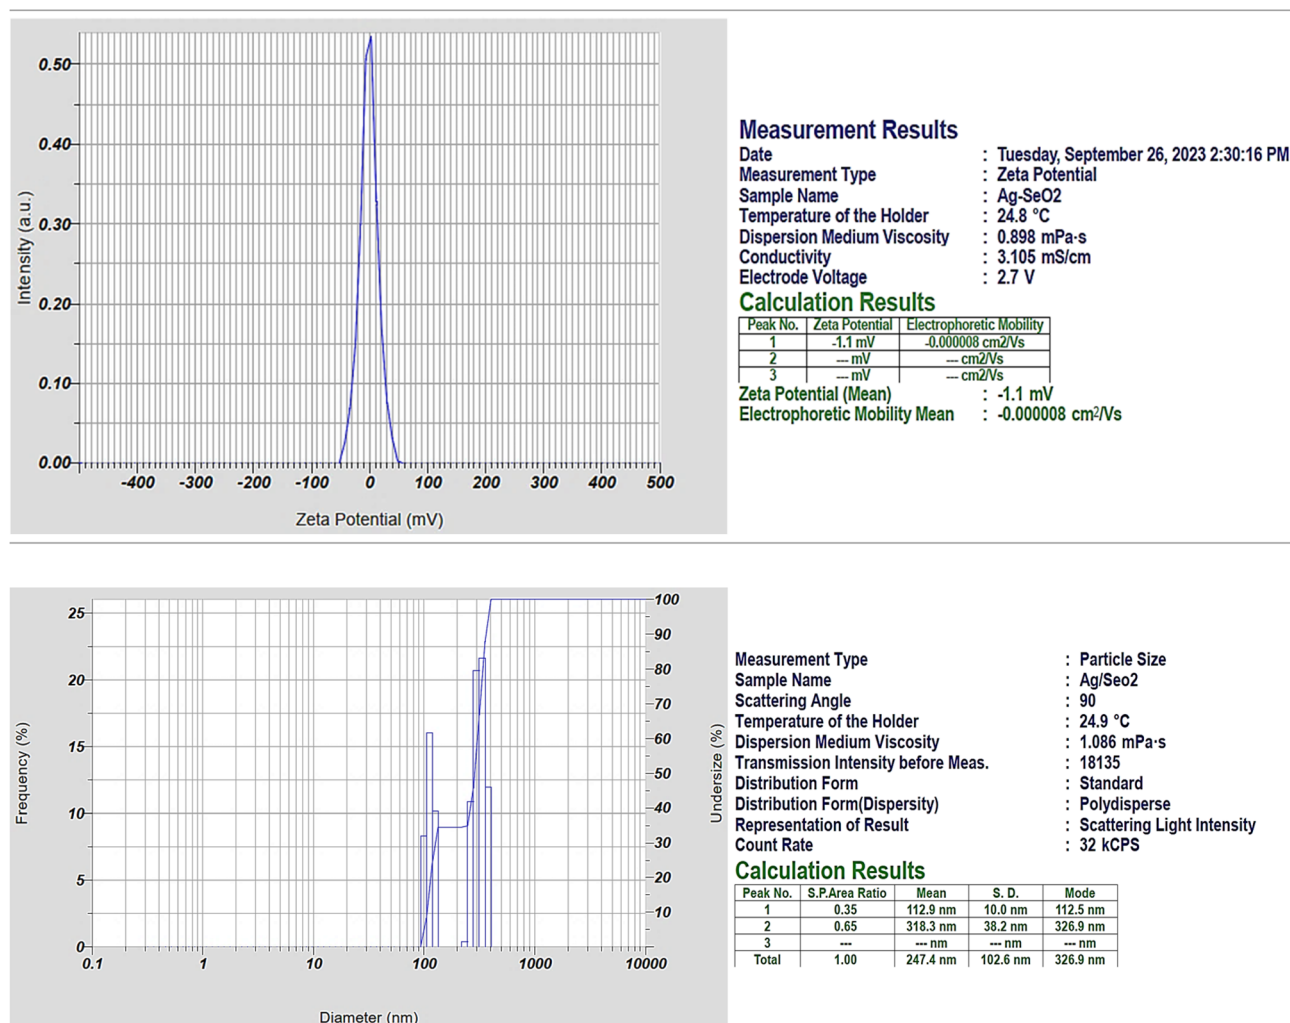 0.50
0.40
0.30
0.20
0.10
0.00
Intensity (a.u.)
-400 -300 -200 -100 0 100 200 300 400 500
Zeta Potential (mV)
Measurement Results
Date : Tuesday, September 26, 2023 2:30:16 PM
Measurement Type : Zeta Potential
Sample Name : Ag-SeO2
Temperature of the Holder : 24.8 °C
Dispersion Medium Viscosity : 0.898 mPa·s
Conductivity : 3.105 mS/cm
Electrode Voltage : 2.7 V
Calculation Results
Peak No. Zeta Potential Electrophoretic Mobility
1 -1.1 mV -0.000008 cm2/Vs
2 --- mV --- cm2/Vs
3 --- mV --- cm2/Vs
Zeta Potential (Mean) : -1.1 mV
Electrophoretic Mobility Mean : -0.000008 cm²/Vs
25
20
15
10
5
0
Frequency (%)
100
90
80
70
60
50
40
30
20
10
Undersize (%)
0.1 1 10 100 1000 10000
Diameter (nm)
Measurement Type : Particle Size
Sample Name : Ag/Seo2
Scattering Angle : 90
Temperature of the Holder : 24.9 °C
Dispersion Medium Viscosity : 1.086 mPa·s
Transmission Intensity before Meas. : 18135
Distribution Form : Standard
Distribution Form(Dispersity) : Polydisperse
Representation of Result : Scattering Light Intensity
Count Rate : 32 kCPS
Calculation Results
Peak No. S.P.Area Ratio Mean S. D. Mode
1 0.35 112.9 nm 10.0 nm 112.5 nm
2 0.65 318.3 nm 38.2 nm 326.9 nm
3 --- --- nm --- nm --- nm
Total 1.00 247.4 nm 102.6 nm 326.9 nm